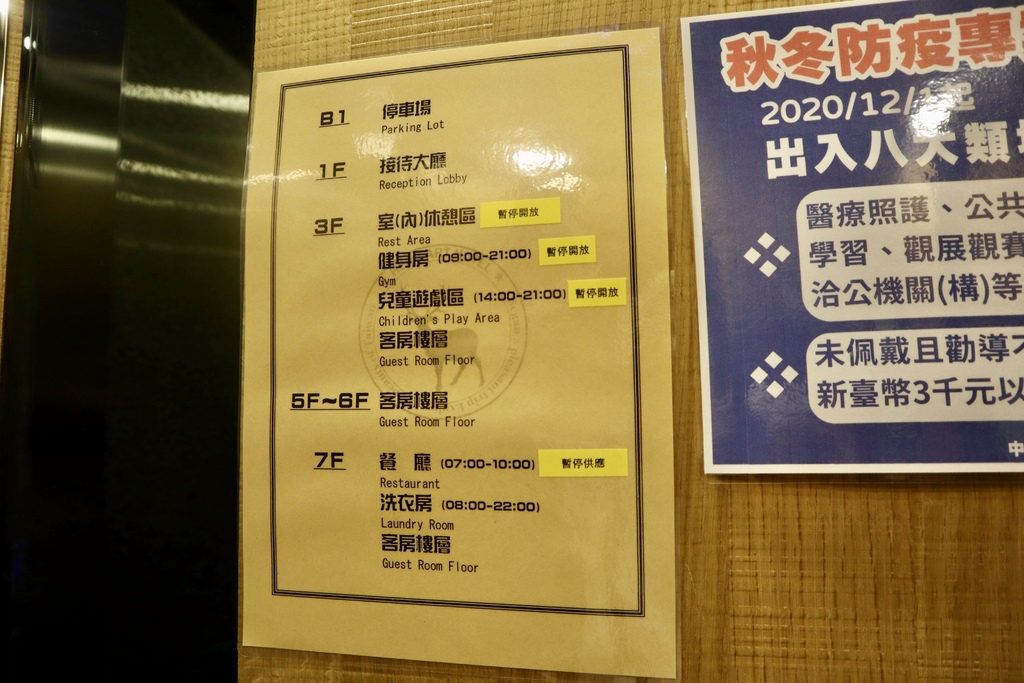 B1 停車場
Parking Lot
1F 接待大廳
Reception Lobby
3F 室(內)休憩區 暫停開放
Rest Area
健身房 (09:00-21:00) 暫停開放
Gym
兒童遊戲區 (14:00-21:00) 暫停開放
Children's Play Area
客房樓層
Guest Room Floor
5F~6F 客房樓層
Guest Room Floor
7F 餐 廳 (07:00-10:00) 暫停供應
Restaurant
洗衣房 (08:00-22:00)
Laundry Room
客房樓層
Guest Room Floor
秋冬防疫專
2020/12/1起
出入八大類
醫療照護、公共
學習、觀展觀賽
洽公機關(構)等
未佩戴且勸導不
新臺幣3千元以
中